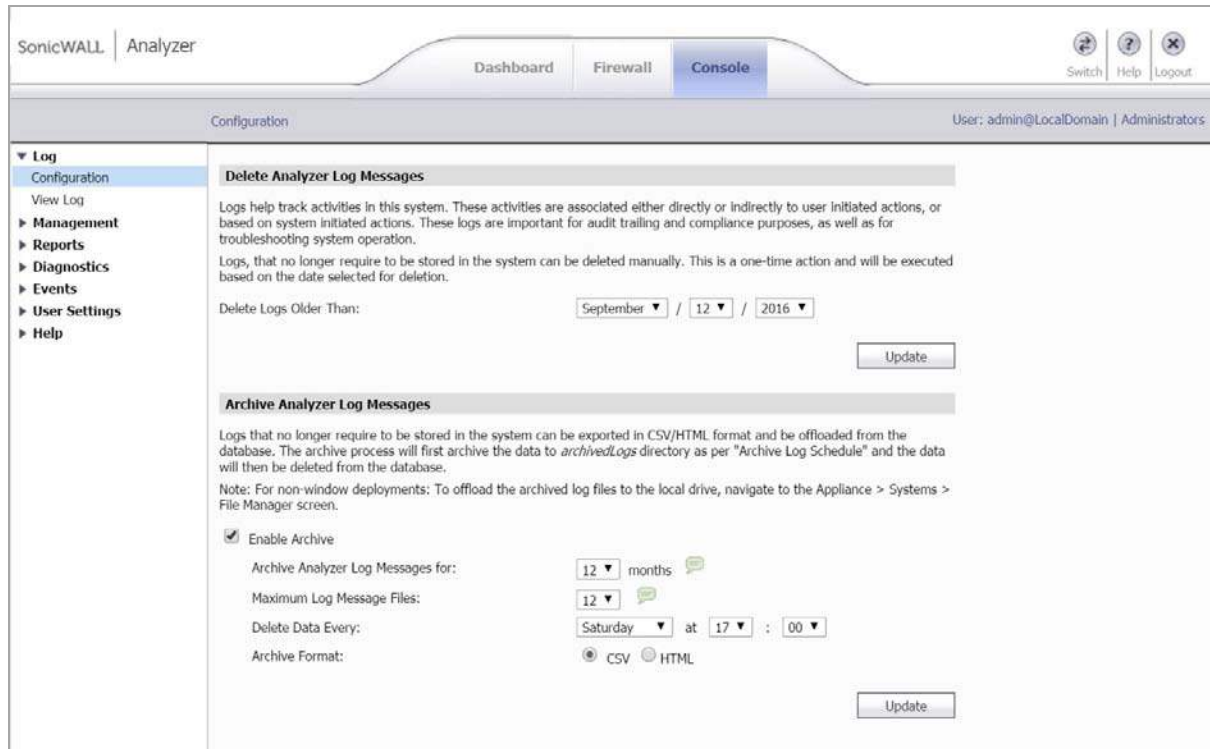 SonicWALL | Analyzer
Dashboard Firewall Console
Switch Help Logout
Configuration
User: admin@LocalDomain | Administrators
Log
Configuration
View Log
Management
Reports
Diagnostics
Events
User Settings
Help
Delete Analyzer Log Messages
Logs help track activities in this system. These activities are associated either directly or indirectly to user initiated actions, or
based on system initiated actions. These logs are important for audit trailing and compliance purposes, as well as for
troubleshooting system operation.
Logs, that no longer require to be stored in the system can be deleted manually. This is a one-time action and will be executed
based on the date selected for deletion.
Delete Logs Older Than: September / 12 / 2016
Update
Archive Analyzer Log Messages
Logs that no longer require to be stored in the system can be exported in CSV/HTML format and be offloaded from the
database. The archive process will first archive the data to archivedLogs directory as per "Archive Log Schedule" and the data
will then be deleted from the database.
Note: For non-window deployments: To offload the archived log files to the local drive, navigate to the Appliance > Systems >
File Manager screen.
Enable Archive
Archive Analyzer Log Messages for: 12 months
Maximum Log Message Files: 12
Delete Data Every: Saturday at 17 : 00
Archive Format: CSV HTML
Update